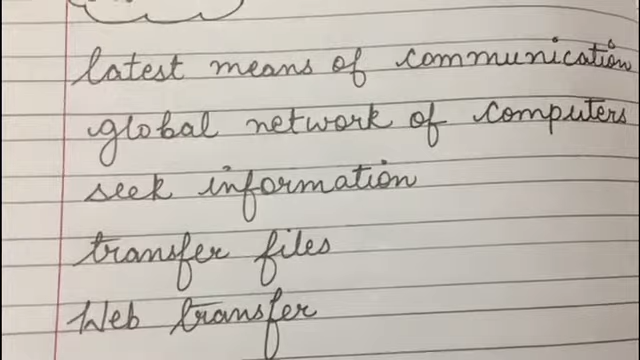 latest means of communication
global network of computers
seek information
transfer files
Web transfer